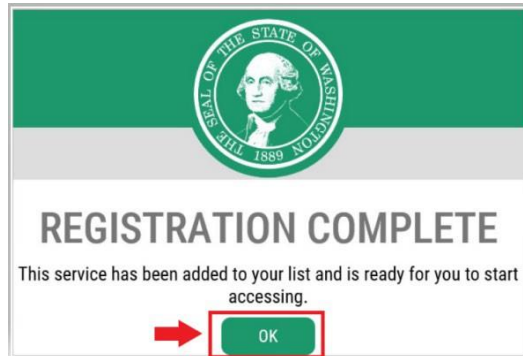 THE SEAL OF THE STATE OF WASHINGTON
1889
REGISTRATION COMPLETE
This service has been added to your list and is ready for you to start
accessing.
OK